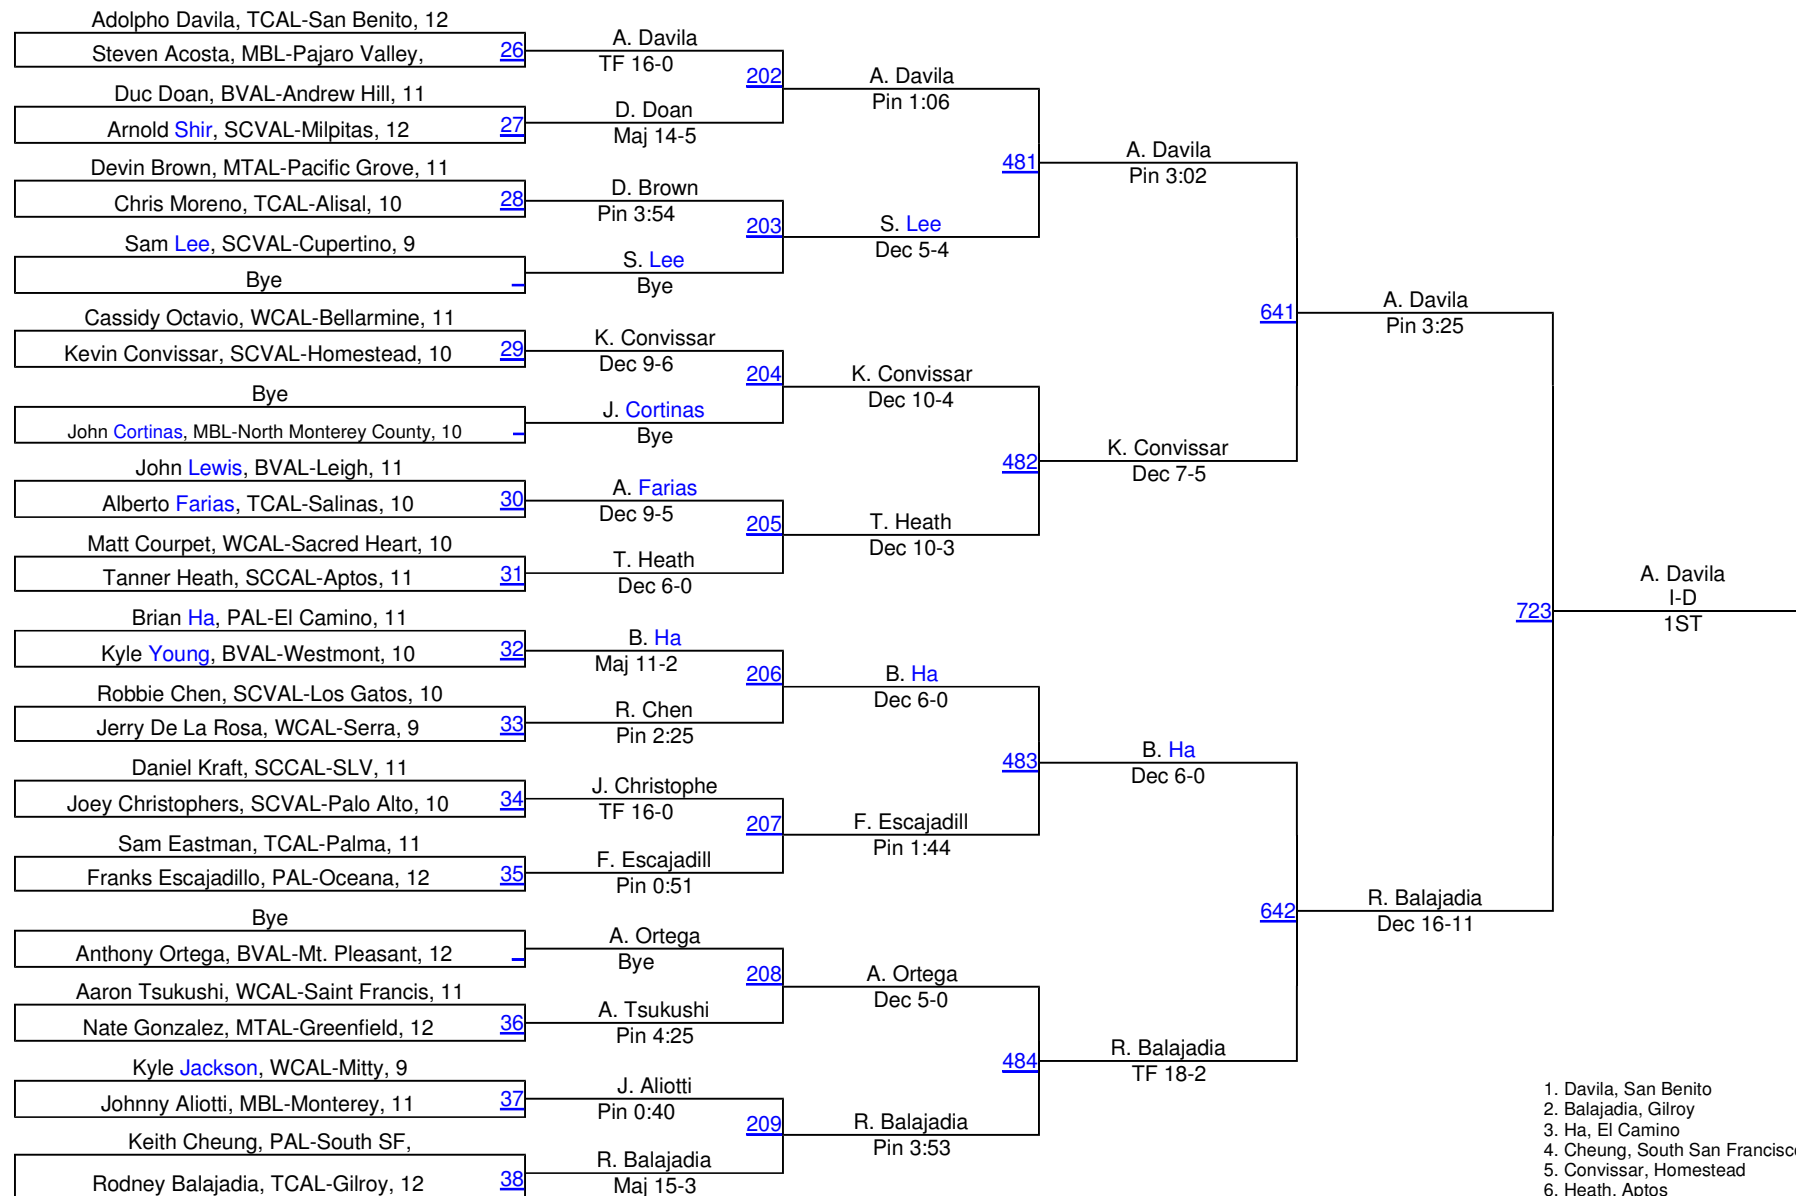 Adolpho Davila, TCAL-San Benito, 12
Steven Acosta, MBL-Pajaro Valley,
26
Duc Doan, BVAL-Andrew Hill, 11
Arnold Shir, SCVAL-Milpitas, 12
27
Devin Brown, MTAL-Pacific Grove, 11
Chris Moreno, TCAL-Alisal, 10
28
Sam Lee, SCVAL-Cupertino, 9
Bye
Cassidy Octavio, WCAL-Bellarmine, 11
Kevin Convissar, SCVAL-Homestead, 10
29
Bye
John Cortinas, MBL-North Monterey County, 10
John Lewis, BVAL-Leigh, 11
Alberto Farias, TCAL-Salinas, 10
30
Matt Courpet, WCAL-Sacred Heart, 10
Tanner Heath, SCCAL-Aptos, 11
31
Brian Ha, PAL-El Camino, 11
Kyle Young, BVAL-Westmont, 10
32
Robbie Chen, SCVAL-Los Gatos, 10
Jerry De La Rosa, WCAL-Serra, 9
33
Daniel Kraft, SCCAL-SLV, 11
Joey Christophers, SCVAL-Palo Alto, 10
34
Sam Eastman, TCAL-Palma, 11
Franks Escajadillo, PAL-Oceana, 12
35
Bye
Anthony Ortega, BVAL-Mt. Pleasant, 12
Aaron Tsukushi, WCAL-Saint Francis, 11
Nate Gonzalez, MTAL-Greenfield, 12
36
Kyle Jackson, WCAL-Mitty, 9
Johnny Aliotti, MBL-Monterey, 11
37
Keith Cheung, PAL-South SF,
Rodney Balajadia, TCAL-Gilroy, 12
38
A. Davila
TF 16-0
202
D. Doan
Maj 14-5
D. Brown
Pin 3:54
203
S. Lee
Bye
K. Convissar
Dec 9-6
204
J. Cortinas
Bye
A. Farias
Dec 9-5
205
T. Heath
Dec 6-0
B. Ha
Maj 11-2
206
R. Chen
Pin 2:25
J. Christophe
TF 16-0
207
F. Escajadill
Pin 0:51
A. Ortega
Bye
208
A. Tsukushi
Pin 4:25
J. Aliotti
Pin 0:40
209
R. Balajadia
Maj 15-3
A. Davila
Pin 1:06
481
S. Lee
Dec 5-4
K. Convissar
Dec 10-4
482
T. Heath
Dec 10-3
B. Ha
Dec 6-0
483
F. Escajadill
Pin 1:44
A. Ortega
Dec 5-0
484
R. Balajadia
Pin 3:53
A. Davila
Pin 3:02
641
K. Convissar
Dec 7-5
B. Ha
Dec 6-0
642
R. Balajadia
TF 18-2
A. Davila
Pin 3:25
723
R. Balajadia
Dec 16-11
A. Davila
I-D
1ST
1. Davila, San Benito
2. Balajadia, Gilroy
3. Ha, El Camino
4. Cheung, South San Francisco
5. Convissar, Homestead
6. Heath, Aptos